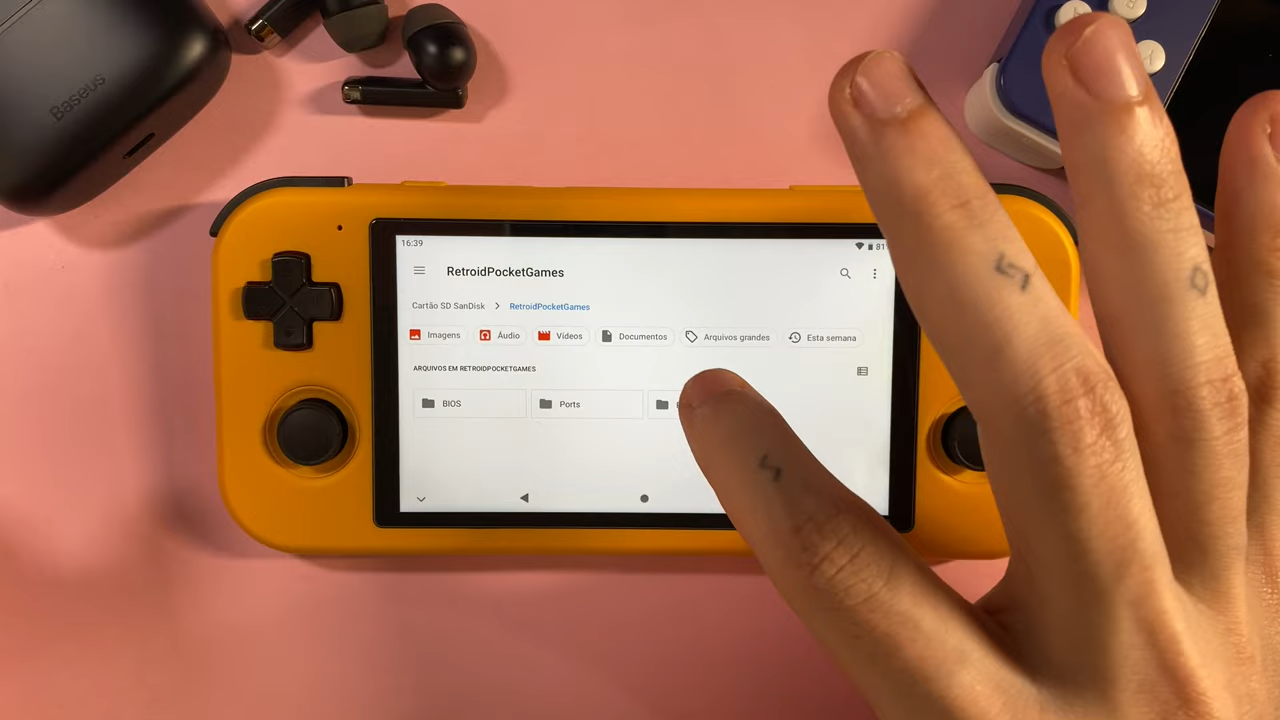 Baseus
16:39
81
RetroidPocketGames
Cartão SD SanDisk > RetroidPocketGames
Imagens Áudio Vídeos Documentos Arquivos grandes Esta semana
ARQUIVOS EM RETROIDPOCKETGAMES
BIOS Ports